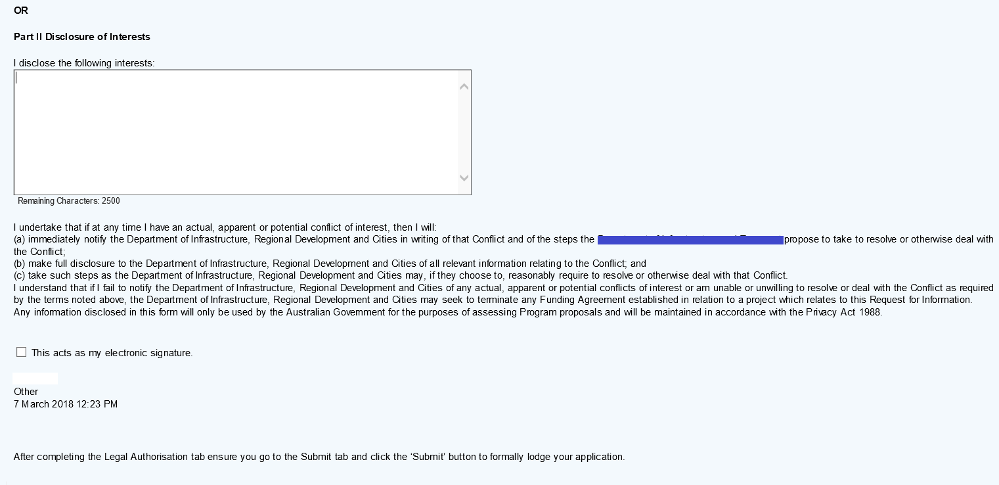 OR
Part II Disclosure of Interests
I disclose the following interests:
Remaining Characters: 2500
I undertake that if at any time I have an actual, apparent or potential conflict of interest, then I will:
(a) immediately notify the Department of Infrastructure, Regional Development and Cities in writing of that Conflict and of the steps the propose to take to resolve or otherwise deal with
the Conflict;
(b) make full disclosure to the Department of Infrastructure, Regional Development and Cities of all relevant information relating to the Conflict; and
(c) take such steps as the Department of Infrastructure, Regional Development and Cities may, if they choose to, reasonably require to resolve or otherwise deal with that Conflict.
I understand that if I fail to notify the Department of Infrastructure, Regional Development and Cities of any actual, apparent or potential conflicts of interest or am unable or unwilling to resolve or deal with the Conflict as required
by the terms noted above, the Department of Infrastructure, Regional Development and Cities may seek to terminate any Funding Agreement established in relation to a project which relates to this Request for Information.
Any information disclosed in this form will only be used by the Australian Government for the purposes of assessing Program proposals and will be maintained in accordance with the Privacy Act 1988.
This acts as my electronic signature.
Other
7 March 2018 12:23 PM
After completing the Legal Authorisation tab ensure you go to the Submit tab and click the ‘Submit’ button to formally lodge your application.